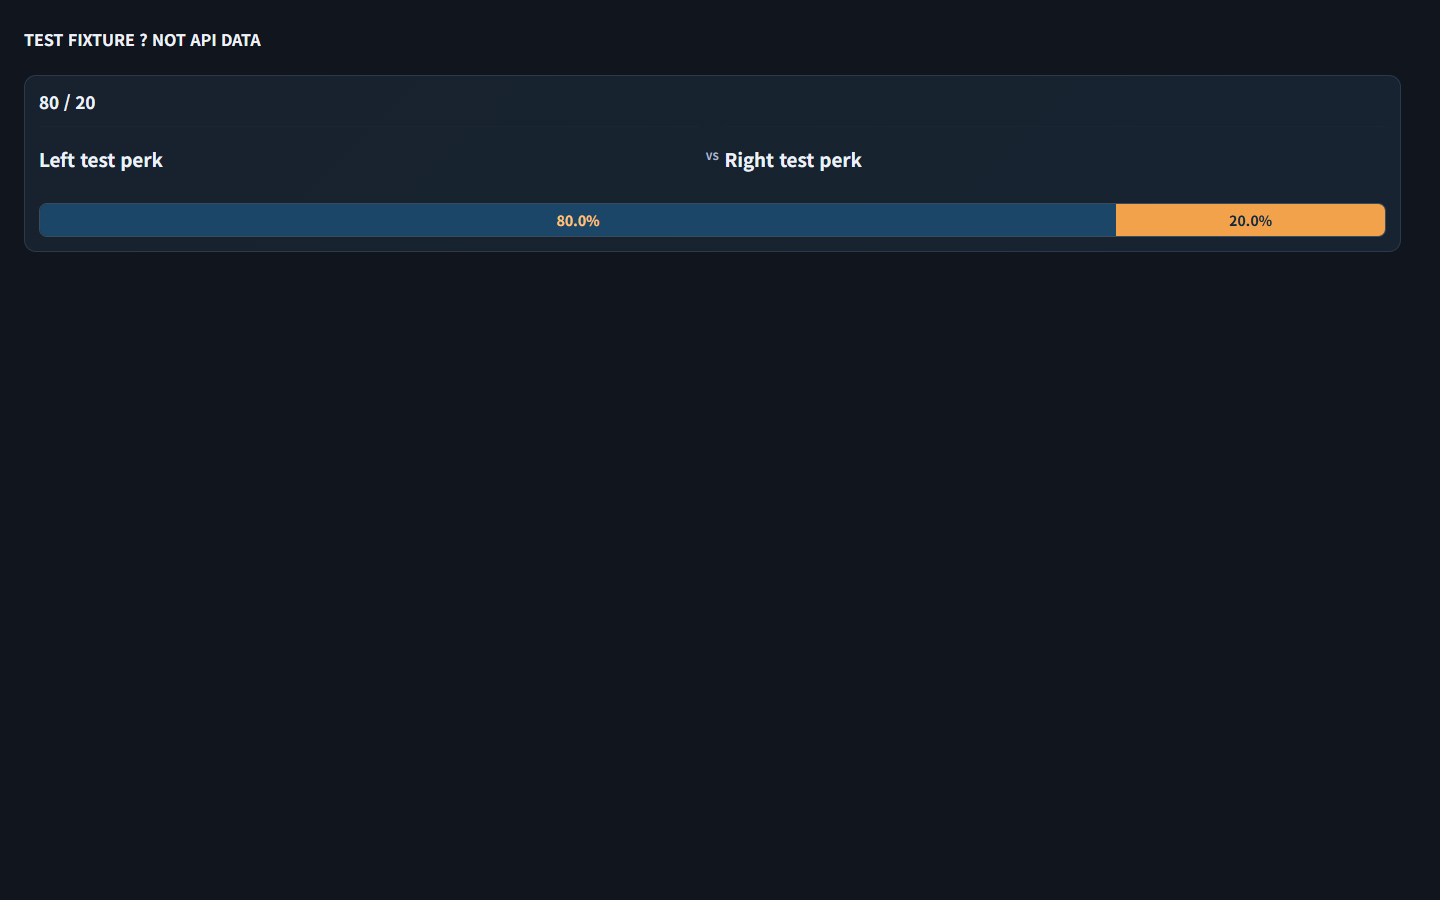 TEST FIXTURE ? NOT API DATA
80 / 20
Left test perk vs Right test perk
80.0% 20.0%